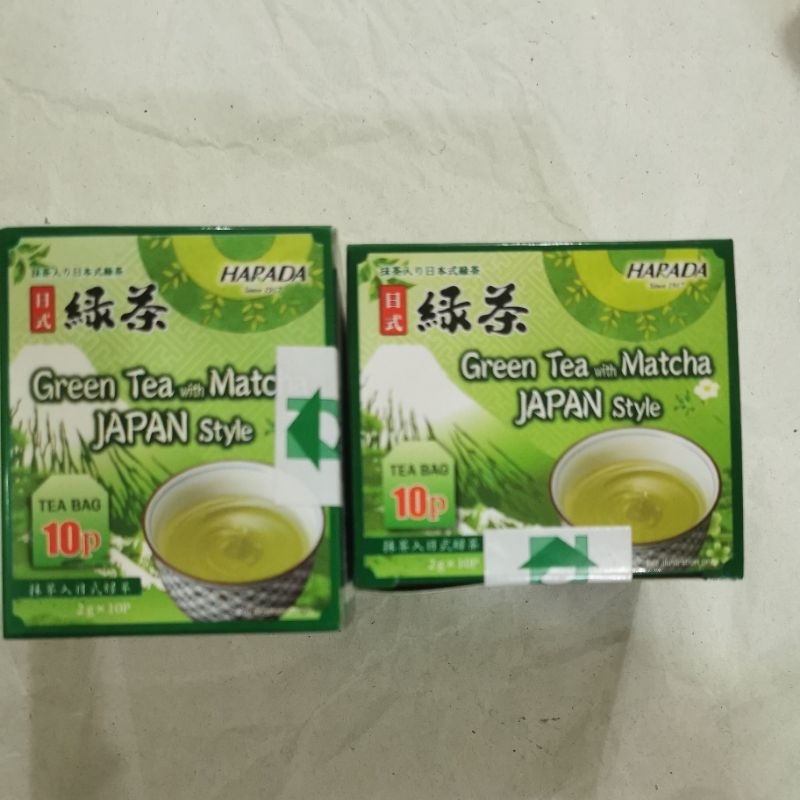 抹茶入り日本式緑茶
HARADA
Since 1917
日式
緑茶
Green Tea with Matcha
JAPAN Style
TEA BAG
10p
抹茶入日式緑茶
2g×10P
抹茶入り日本式緑茶
HARADA
Since 1917
日式
緑茶
Green Tea with Matcha
JAPAN Style
TEA BAG
10p
抹茶入日式緑茶
2g×10P